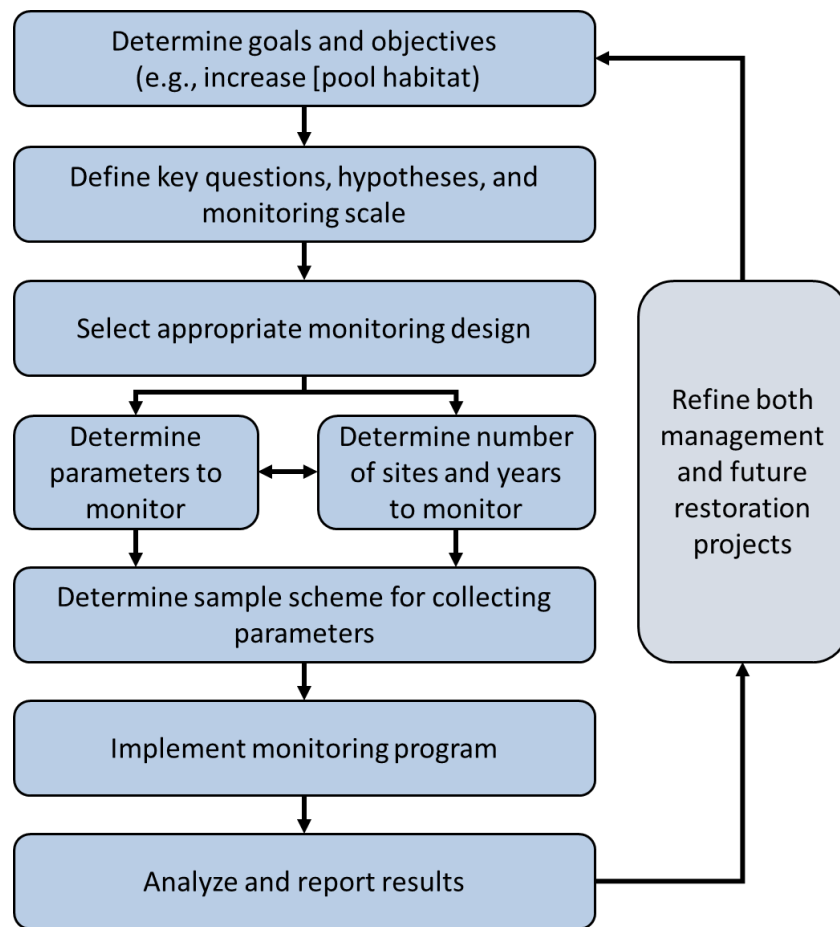 Determine goals and objectives
(e.g., increase [pool habitat)
Define key questions, hypotheses, and
monitoring scale
Select appropriate monitoring design
Determine
parameters to
monitor
Determine number
of sites and years
to monitor
Determine sample scheme for collecting
parameters
Implement monitoring program
Analyze and report results
Refine both
management
and future
restoration
projects